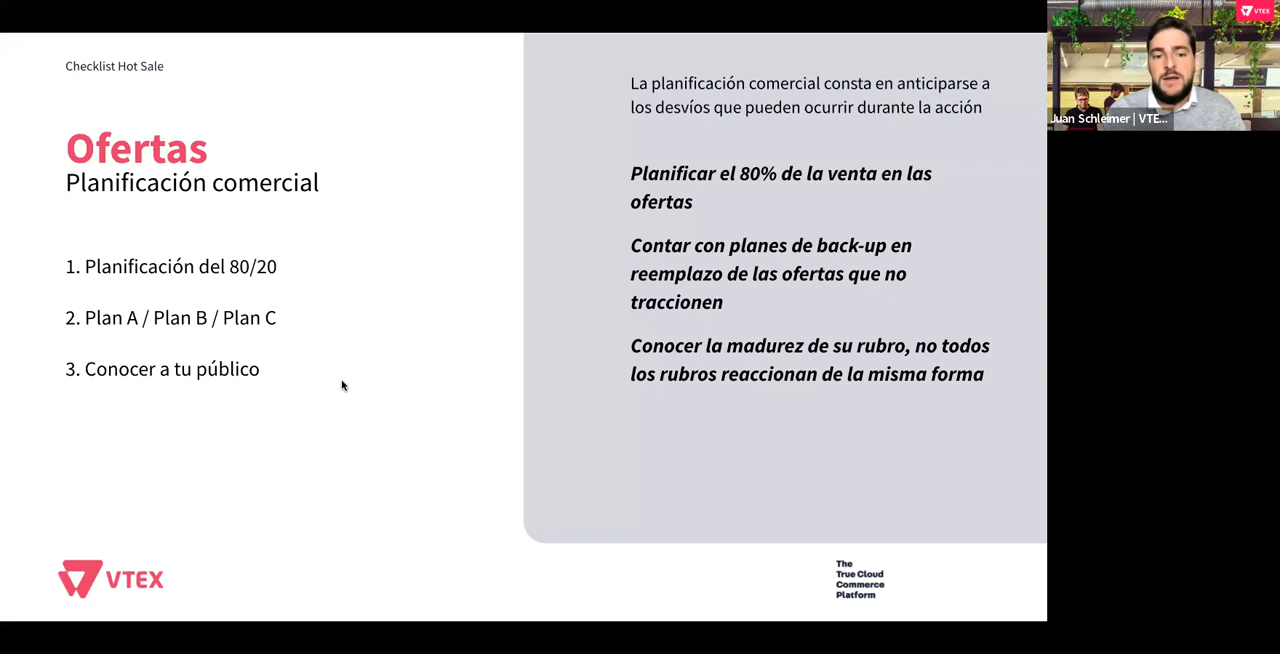 Checklist Hot Sale
Ofertas
Planificación comercial
1. Planificación del 80/20
2. Plan A / Plan B / Plan C
3. Conocer a tu público
La planificación comercial consta en anticiparse a
los desvíos que pueden ocurrir durante la acción
Planificar el 80% de la venta en las
ofertas
Contar con planes de back-up en
reemplazo de las ofertas que no
traccionen
Conocer la madurez de su rubro, no todos
los rubros reaccionan de la misma forma
VTEX
The
True Cloud
Commerce
Platform
VTEX
Juan Schleimer | VTE...